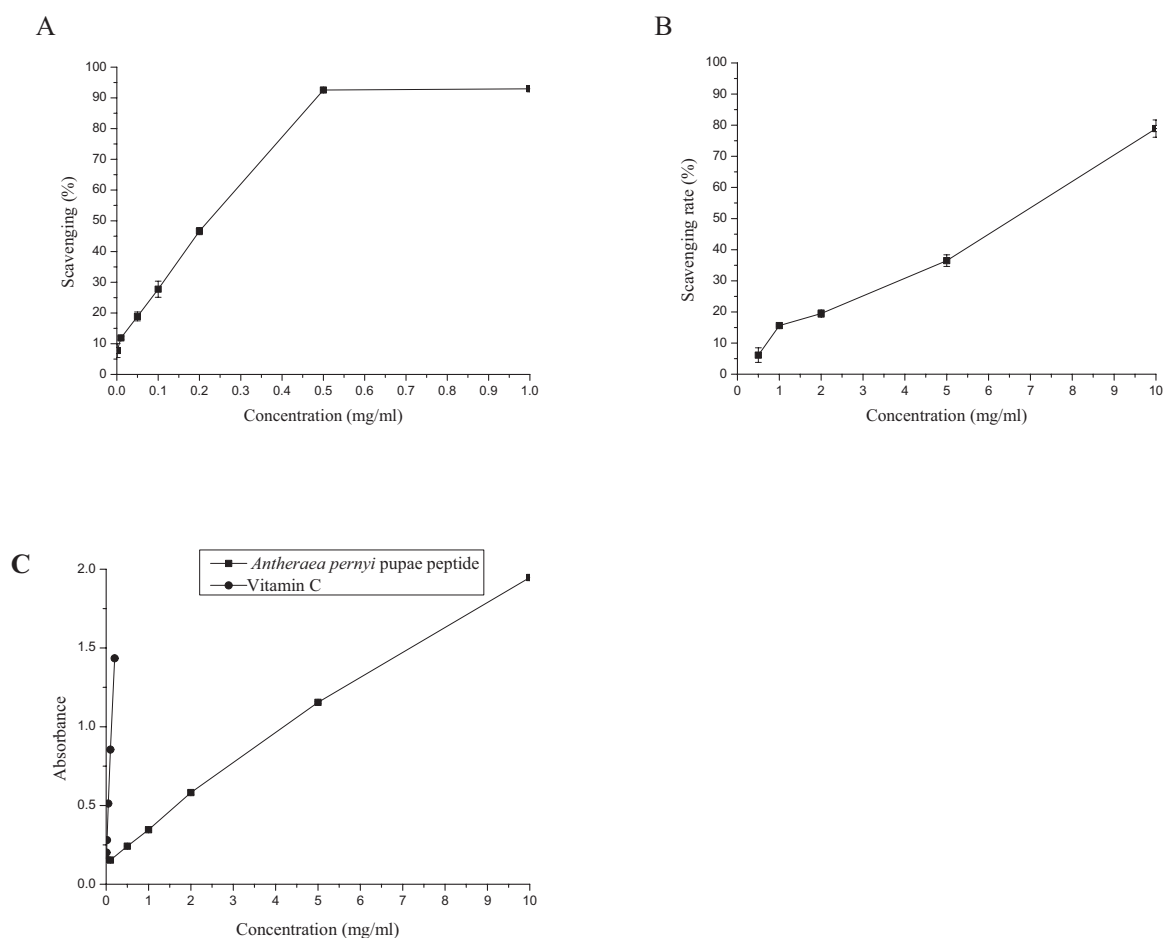 A
100
90
80
70
60
50
40
30
20
10
0
Scavenging (%)
0.0 0.1 0.2 0.3 0.4 0.5 0.6 0.7 0.8 0.9 1.0
Concentration (mg/ml)
B
100
90
80
70
60
50
40
30
20
10
0
Scavenging rate (%)
0 1 2 3 4 5 6 7 8 9 10
Concentration (mg/ml)
C
Antheraea pernyi pupae peptide
Vitamin C
2.0
1.5
1.0
0.5
0.0
Absorbance
0 1 2 3 4 5 6 7 8 9 10
Concentration (mg/ml)